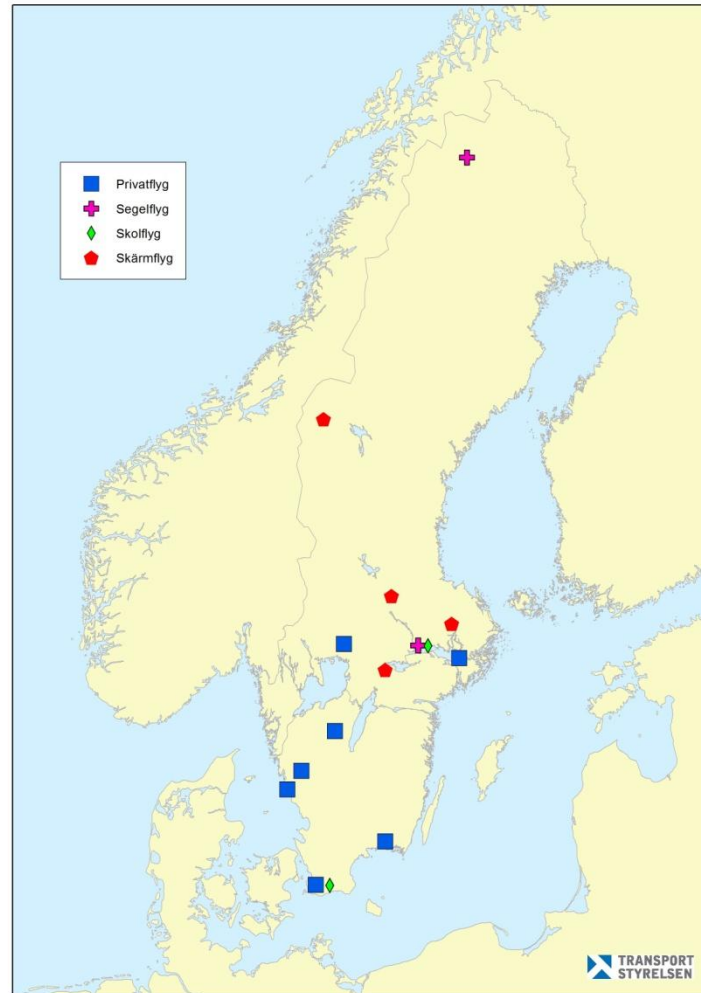 Privatflyg
Segelflyg
Skolflyg
Skärmflyg
TRANSPORT
STYRELSEN